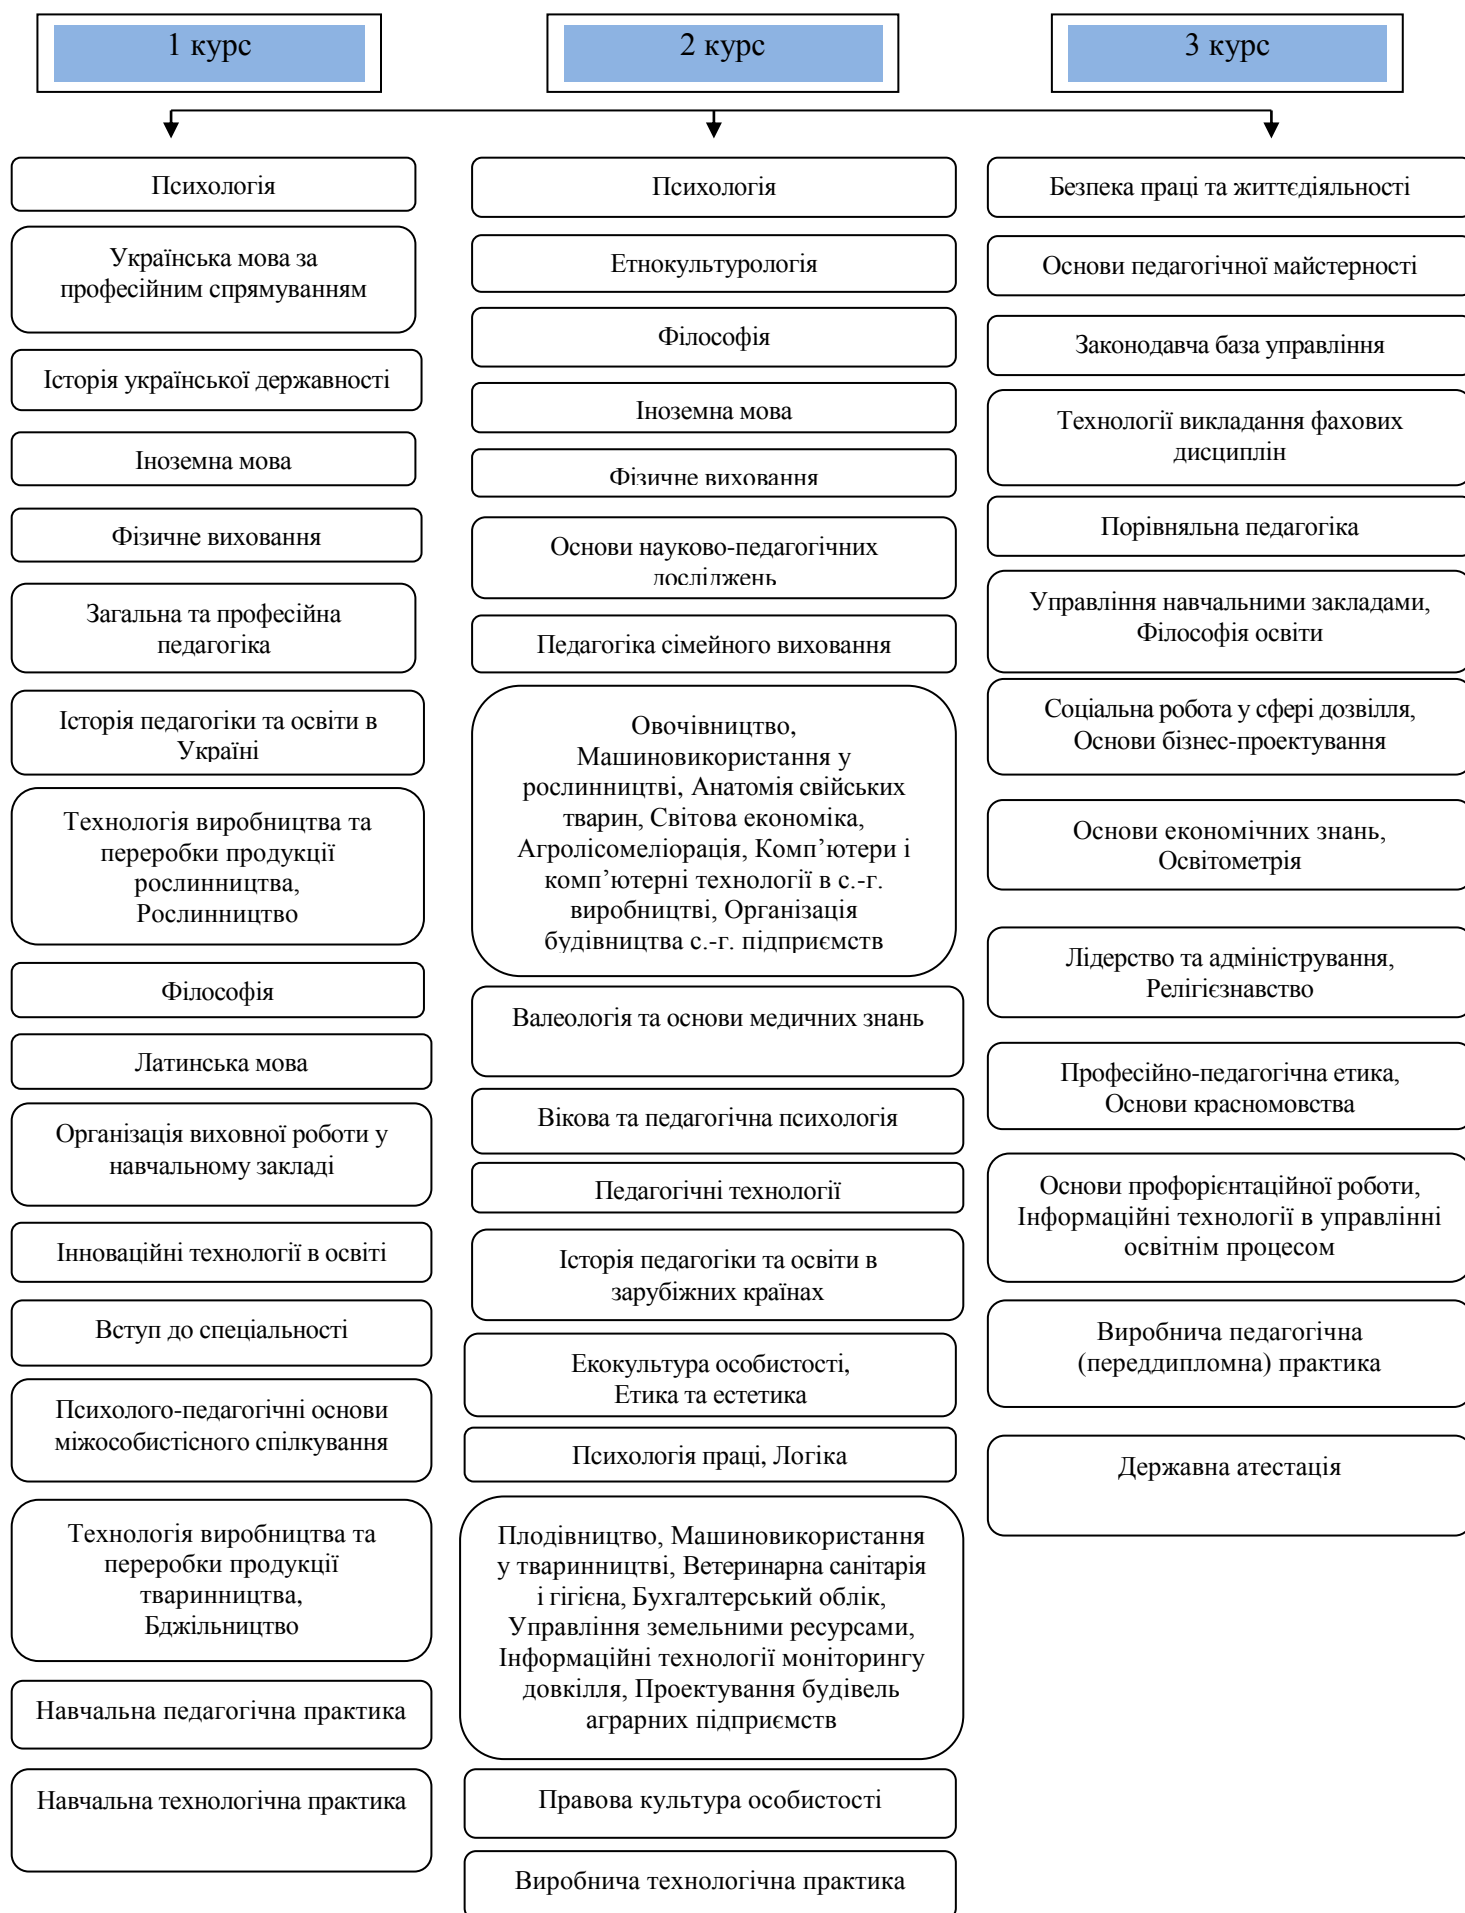 1 курс
2 курс
3 курс
Психологія
Українська мова за
професійним спрямуванням
Історія української державності
Іноземна мова
Фізичне виховання
Загальна та професійна
педагогіка
Історія педагогіки та освіти в
Україні
Технологія виробництва та
переробки продукції
рослинництва,
Рослинництво
Філософія
Латинська мова
Організація виховної роботи у
навчальному закладі
Інноваційні технології в освіті
Вступ до спеціальності
Психолого-педагогічні основи
міжособистісного спілкування
Технологія виробництва та
переробки продукції
тваринництва,
Бджільництво
Навчальна педагогічна практика
Навчальна технологічна практика
Психологія
Етнокультурологія
Філософія
Іноземна мова
Фізичне виховання
Основи науково-педагогічних
досліджень
Педагогіка сімейного виховання
Овочівництво,
Машиновикористання у
рослинництві, Анатомія свійських
тварин, Світова економіка,
Агролісомеліорація, Комп’ютери і
комп’ютерні технології в с.-г.
виробництві, Організація
будівництва с.-г. підприємств
Валеологія та основи медичних знань
Вікова та педагогічна психологія
Педагогічні технології
Історія педагогіки та освіти в
зарубіжних країнах
Екокультура особистості,
Етика та естетика
Психологія праці, Логіка
Плодівництво, Машиновикористання
у тваринництві, Ветеринарна санітарія
і гігієна, Бухгалтерський облік,
Управління земельними ресурсами,
Інформаційні технології моніторингу
довкілля, Проектування будівель
аграрних підприємств
Правова культура особистості
Виробнича технологічна практика
Безпека праці та життєдіяльності
Основи педагогічної майстерності
Законодавча база управління
Технології викладання фахових
дисциплін
Порівняльна педагогіка
Управління навчальними закладами,
Філософія освіти
Соціальна робота у сфері дозвілля,
Основи бізнес-проектування
Основи економічних знань,
Освітометрія
Лідерство та адміністрування,
Релігієзнавство
Професійно-педагогічна етика,
Основи красномовства
Основи профорієнтаційної роботи,
Інформаційні технології в управлінні
освітнім процесом
Виробнича педагогічна
(переддипломна) практика
Державна атестація